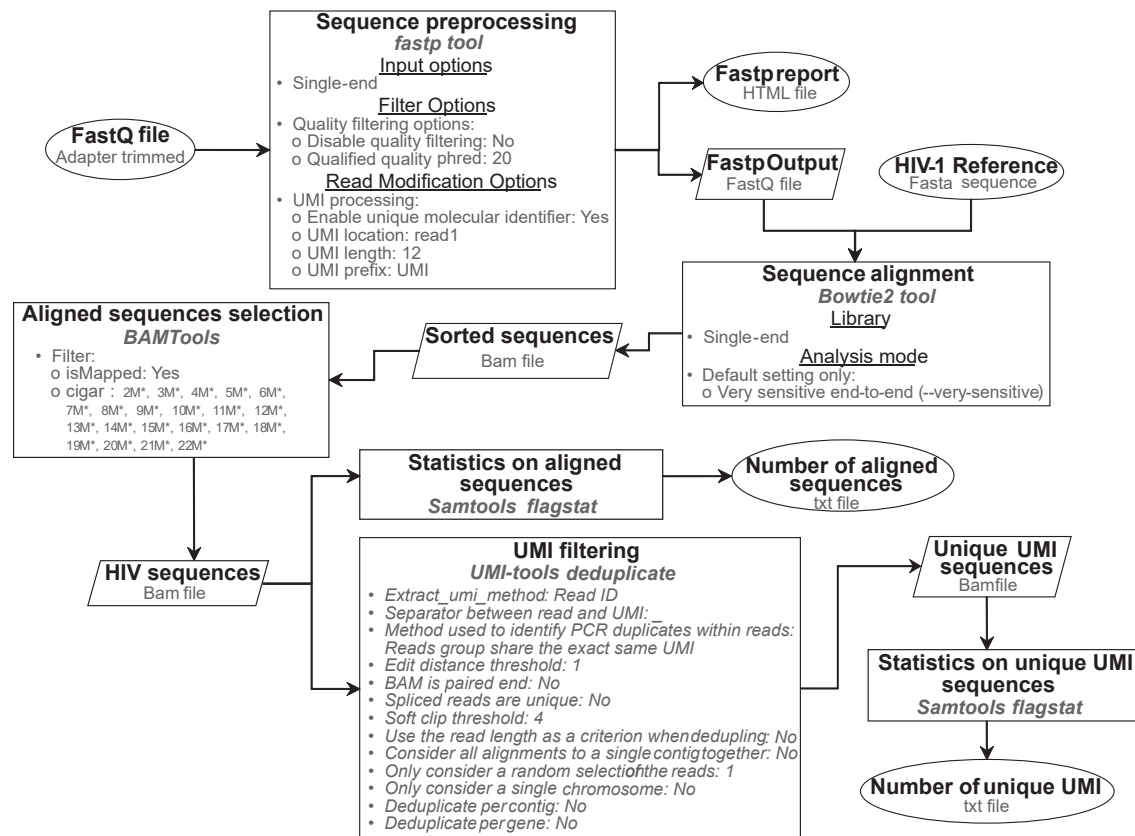 Sequence preprocessing
fastp tool
Input options
• Single-end
Filter Options
• Quality filtering options:
o Disable quality filtering: No
o Qualified quality phred: 20
Read Modification Options
• UMI processing:
o Enable unique molecular identifier: Yes
o UMI location: read1
o UMI length: 12
o UMI prefix: UMI
FastQ file
Adapter trimmed
Fastp report
HTML file
Fastp Output
FastQ file
HIV-1 Reference
Fasta sequence
Sequence alignment
Bowtie2 tool
Library
• Single-end
Analysis mode
• Default setting only:
o Very sensitive end-to-end (--very-sensitive)
Sorted sequences
Bam file
Aligned sequences selection
BAMTools
• Filter:
o isMapped: Yes
o cigar : 2M*, 3M*, 4M*, 5M*, 6M*,
7M*, 8M*, 9M*, 10M*, 11M*, 12M*,
13M*, 14M*, 15M*, 16M*, 17M*, 18M*,
19M*, 20M*, 21M*, 22M*
HIV sequences
Bam file
Statistics on aligned
sequences
Samtools flagstat
Number of aligned
sequences
txt file
UMI filtering
UMI-tools deduplicate
• Extract_umi_method: Read ID
• Separator between read and UMI: _
• Method used to identify PCR duplicates within reads:
Reads group share the exact same UMI
• Edit distance threshold: 1
• BAM is paired end: No
• Spliced reads are unique: No
• Soft clip threshold: 4
• Use the read length as a criterion when dedupling: No
• Consider all alignments to a single contig together: No
• Only consider a random selection of the reads: 1
• Only consider a single chromosome: No
• Deduplicate per contig: No
• Deduplicate per gene: No
Unique UMI
sequences
Bamfile
Statistics on unique UMI
sequences
Samtools flagstat
Number of unique UMI
txt file